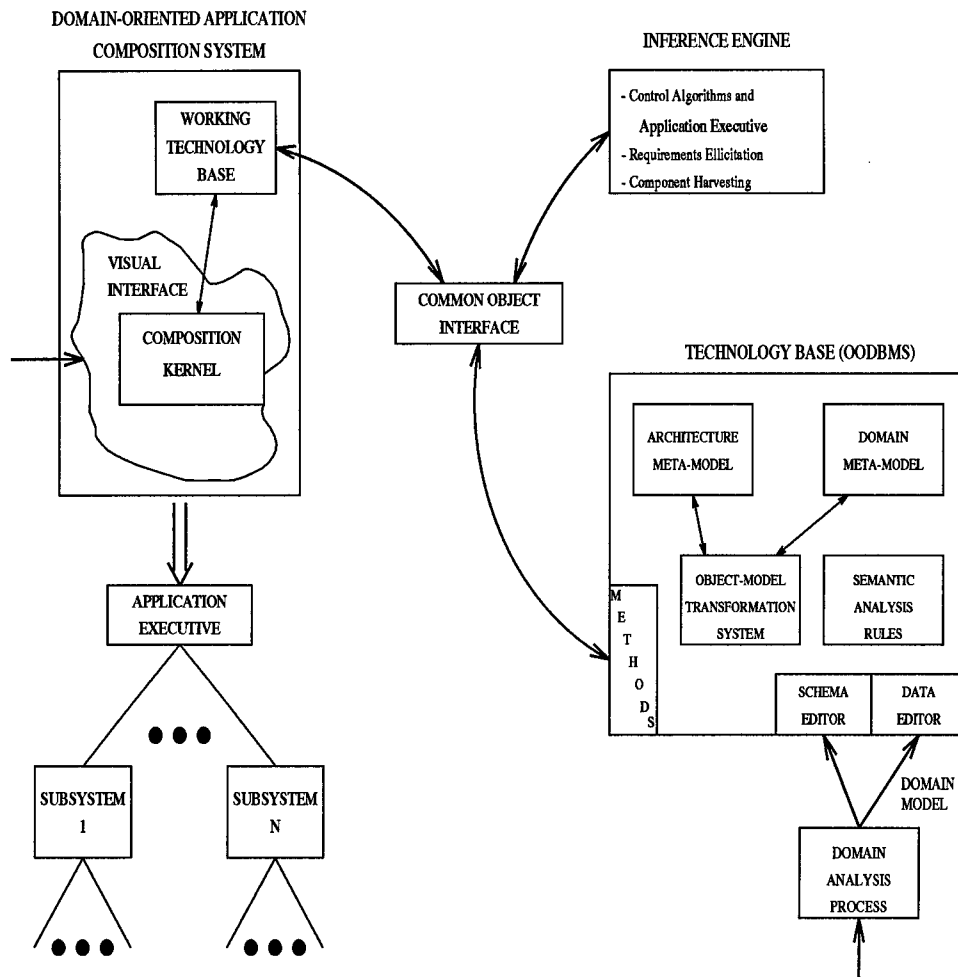 DOMAIN-ORIENTED APPLICATION
COMPOSITION SYSTEM
WORKING
TECHNOLOGY
BASE
VISUAL
INTERFACE
COMPOSITION
KERNEL
INFERENCE ENGINE
- Control Algorithms and
Application Executive
- Requirements Ellicitation
- Component Harvesting
COMMON OBJECT
INTERFACE
TECHNOLOGY BASE (OODBMS)
ARCHITECTURE
META-MODEL
DOMAIN
META-MODEL
OBJECT-MODEL
TRANSFORMATION
SYSTEM
SEMANTIC
ANALYSIS
RULES
METHODS
SCHEMA
EDITOR
DATA
EDITOR
DOMAIN
MODEL
DOMAIN
ANALYSIS
PROCESS
APPLICATION
EXECUTIVE
SUBSYSTEM
1
SUBSYSTEM
N